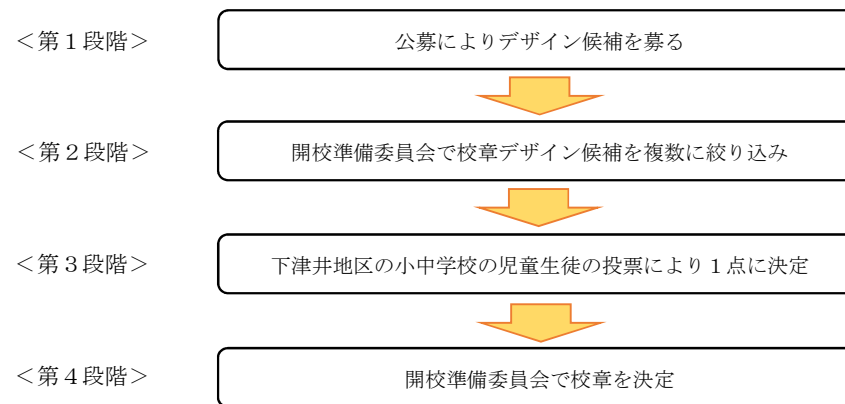 ＜第１段階＞
公募によりデザイン候補を募る
＜第２段階＞
開校準備委員会で校章デザイン候補を複数に絞り込み
＜第３段階＞
下津井地区の小中学校の児童生徒の投票により１点に決定
＜第４段階＞
開校準備委員会で校章を決定